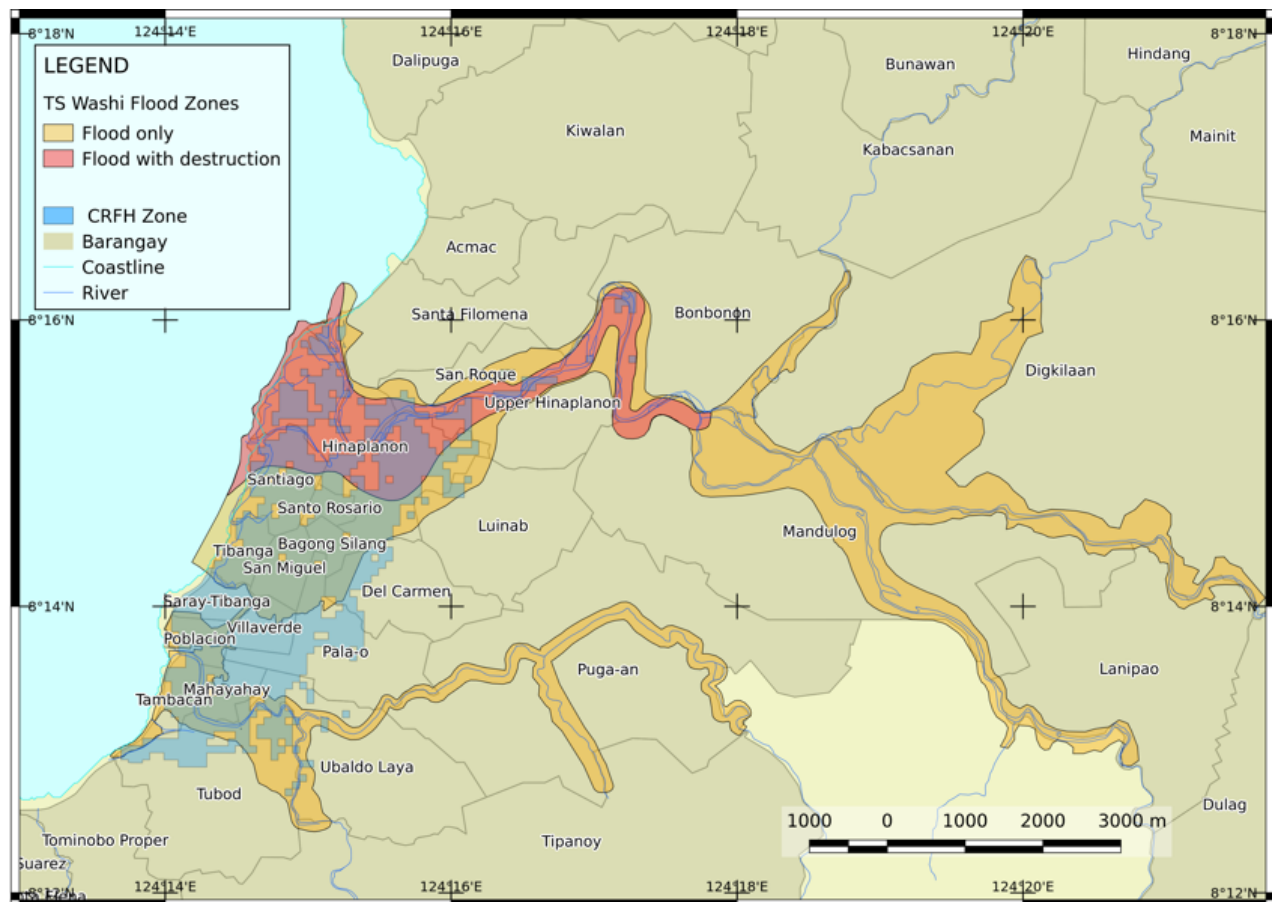 124°14'E 124°16'E 124°18'E 124°20'E
8°18'N 8°18'N
LEGEND
TS Washi Flood Zones
Flood only
Flood with destruction
CRFH Zone
Barangay
Coastline
River
Dalipuga
Bunawan
Hindang
Kiwalan
Mainit
Kabacsanan
Acmac
8°16'N 8°16'N
Santa Filomena
Bonbonon
San Roque
Digkilaan
Upper Hinaplanon
Hinaplanon
Santiago
Santo Rosario
Luinab
Mandulog
Tibanga
Bagong Silang
San Miguel
Del Carmen
8°14'N 8°14'N
Saray-Tibanga
Villaverde
Poblacion
Pala-o
Puga-an
Lanipao
Mahayahay
Tambacan
Ubaldo Laya
Tubod
Dulag
1000 0 1000 2000 3000 m
Tominobo Proper
Tipanoy
Suarez
8°12'N 8°12'N
124°14'E 124°16'E 124°18'E 124°20'E